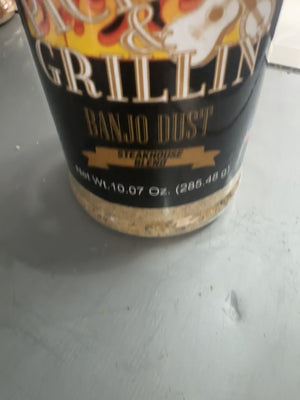 &
GRILLIN
BANJO DUST
STEAKHOUSE
BLEND
Net Wt. 10.07 Oz. (285.48 g)